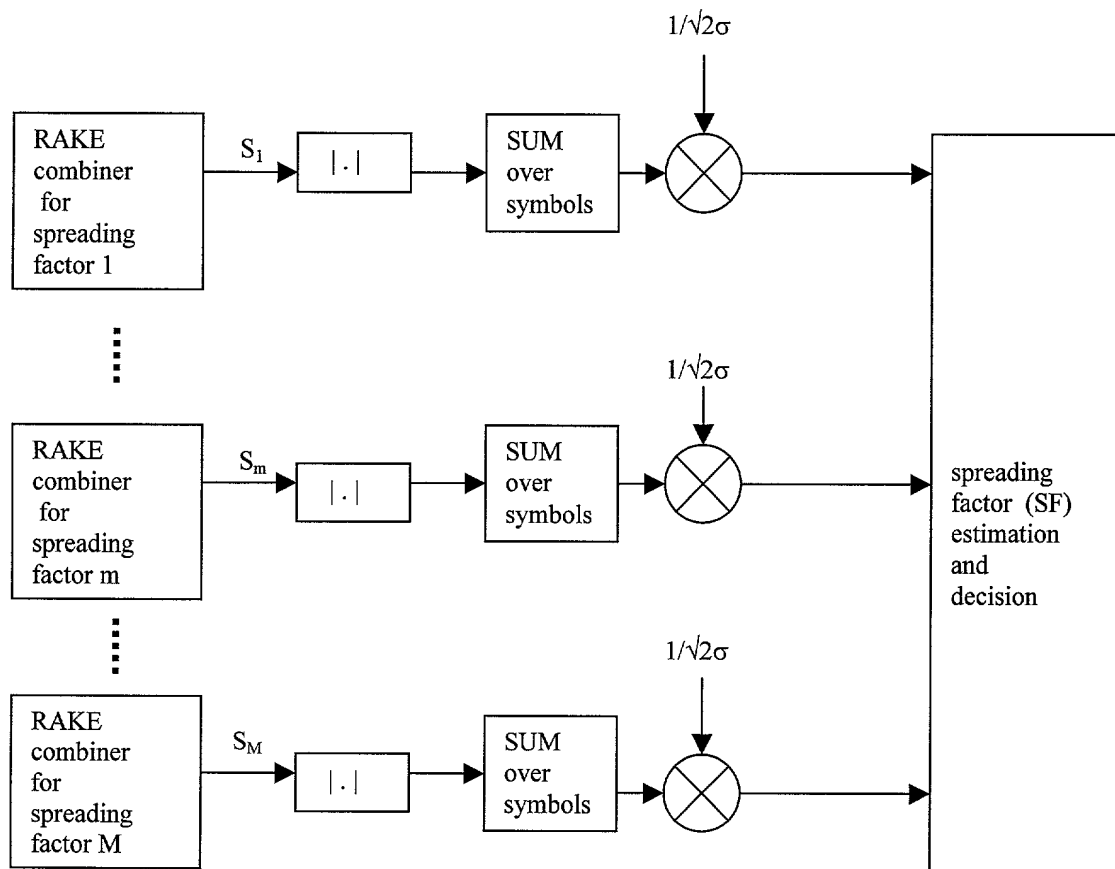 1/√2σ
RAKE
combiner
for
spreading
factor 1
S₁
|.|
SUM
over
symbols
1/√2σ
RAKE
combiner
for
spreading
factor m
Sₘ
|.|
SUM
over
symbols
spreading
factor (SF)
estimation
and
decision
1/√2σ
RAKE
combiner
for
spreading
factor M
S_M
|.|
SUM
over
symbols